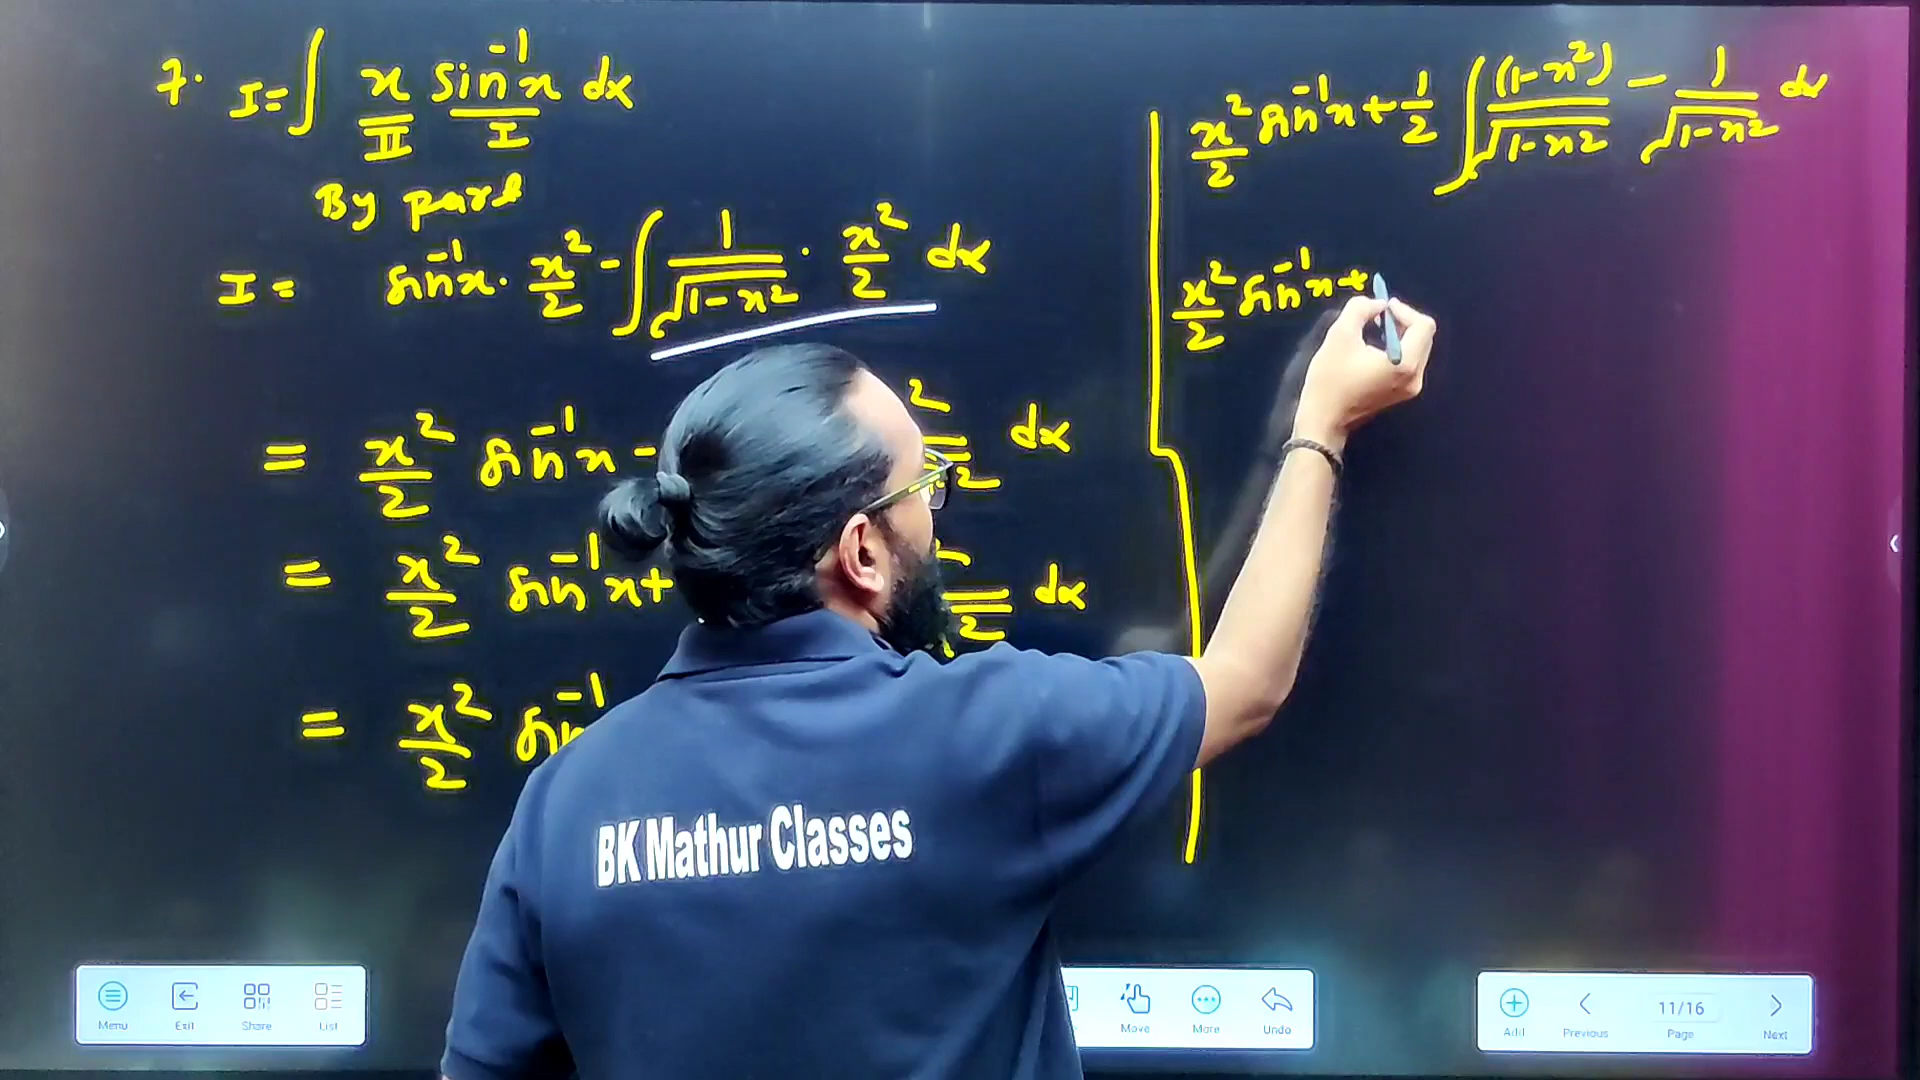 7. I = ∫ x sin⁻¹x dx
II I
By part
I = sin⁻¹x · x²/2 - ∫ 1/√(1-x²) · x²/2 dx
= x²/2 sin⁻¹x - 2 dx
= x²/2 sin⁻¹x + 2 dx
= x²/2 sin⁻¹
x²/2 sin⁻¹x + 1/2 ∫ (1-x²)/√(1-x²) - 1/√(1-x²) dx
x²/2 sin⁻¹x +
BK Mathur Classes
Menu Exit Share List
Move More Undo
Add Previous 11/16 Page Next